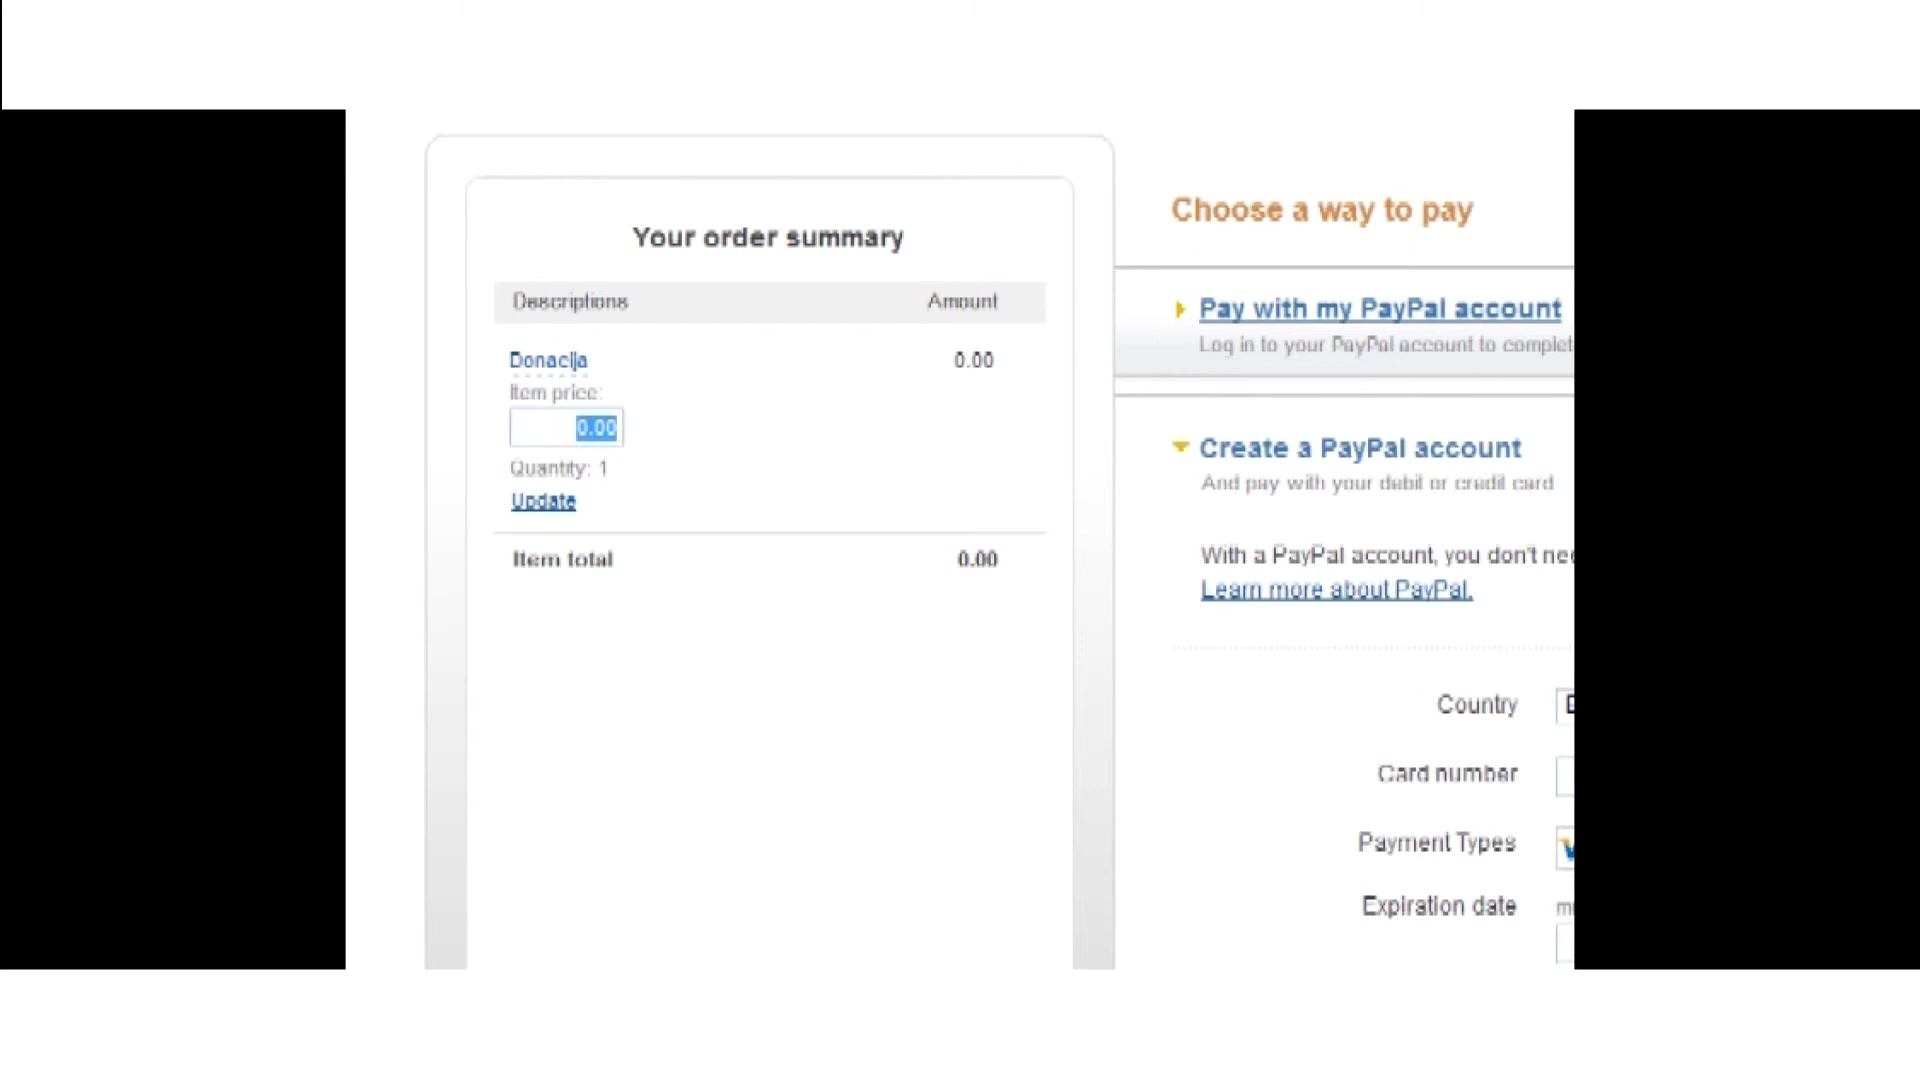 Your order summary
Descriptions Amount
Donacija 0.00
Item price:
0.00
Quantity: 1
Update
Item total 0.00
Choose a way to pay
Pay with my PayPal account
Log in to your PayPal account to complet
Create a PayPal account
And pay with your debit or credit card
With a PayPal account, you don't nee
Learn more about PayPal.
Country
Card number
Payment Types
Expiration date